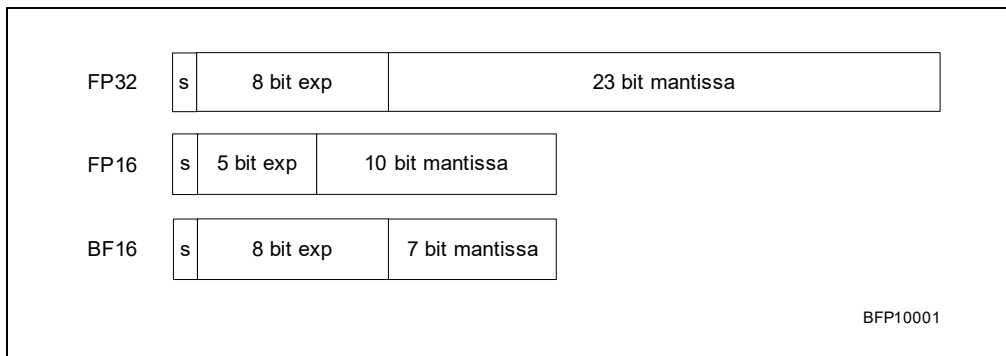 FP32 s 8 bit exp 23 bit mantissa
FP16 s 5 bit exp 10 bit mantissa
BF16 s 8 bit exp 7 bit mantissa
BFP10001